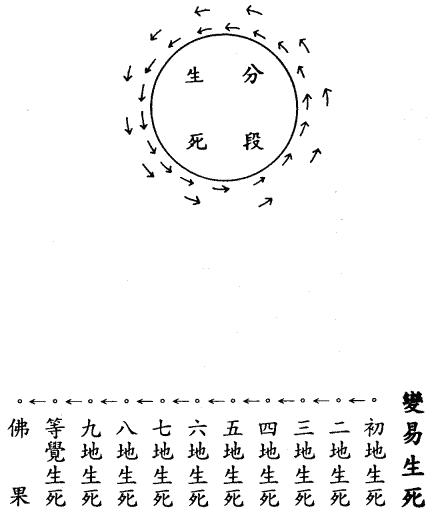 分段
生死
變易生死
初地生死
二地生死
三地生死
四地生死
五地生死
六地生死
七地生死
八地生死
九地生死
等覺生死
佛果